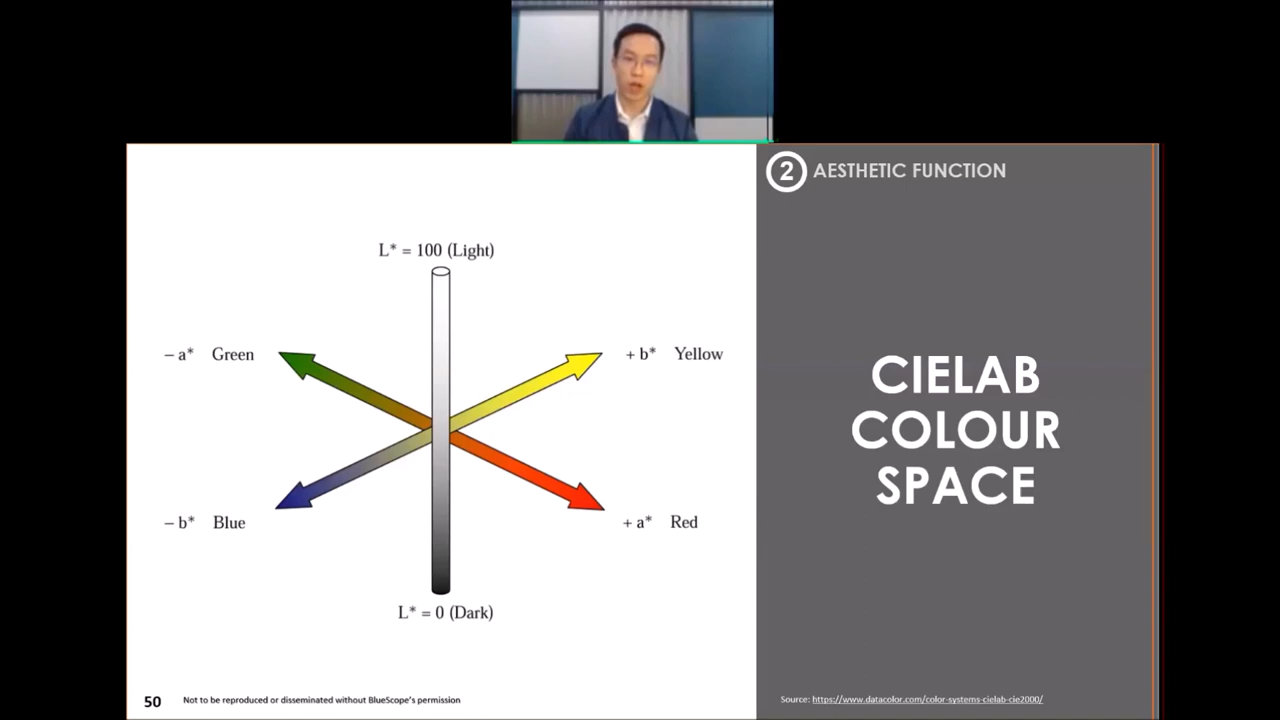 2 AESTHETIC FUNCTION
L* = 100 (Light)
– a* Green
+ b* Yellow
– b* Blue
+ a* Red
L* = 0 (Dark)
CIELAB
COLOUR
SPACE
50 Not to be reproduced or disseminated without BlueScope's permission
Source: https://www.datacolor.com/color-systems-cielab-cie2000/